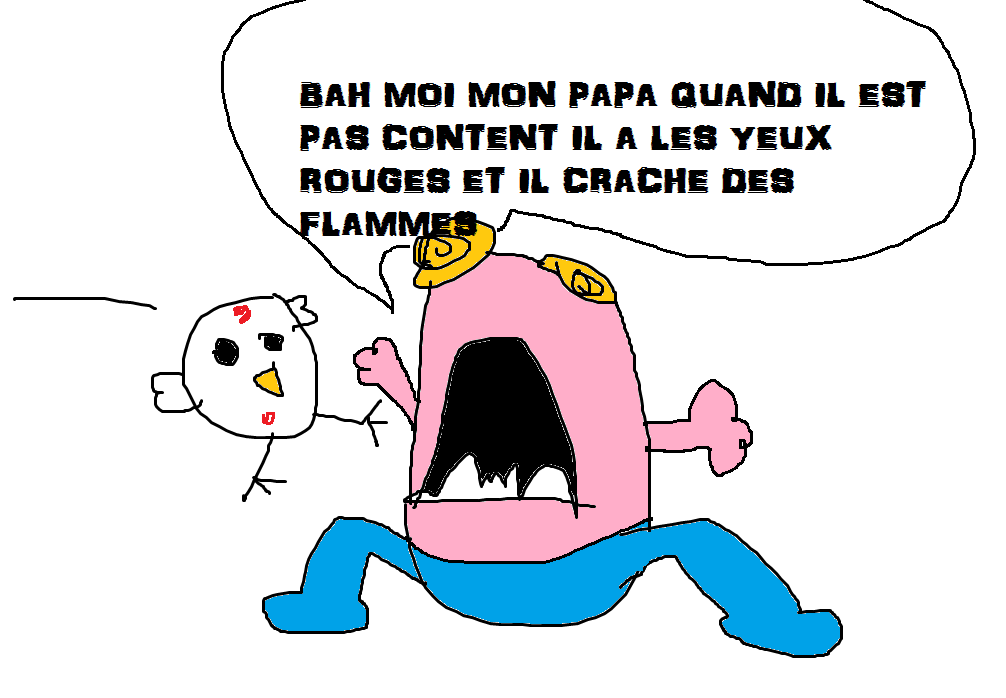 BAH MOI MON PAPA QUAND IL EST
PAS CONTENT IL A LES YEUX
ROUGES ET IL CRACHE DES
FLAMMES